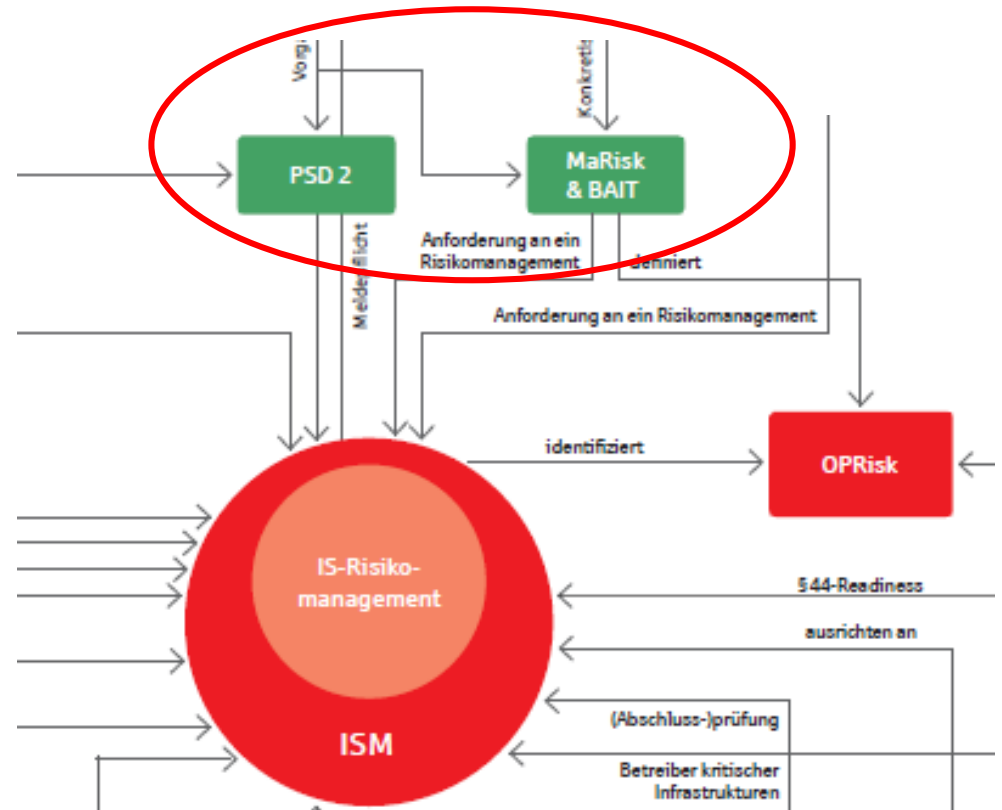 PSD 2
MaRisk
& BAIT
Meldepflicht
Anforderung an ein
Risikomanagement
definiert
Anforderung an ein Risikomanagement
identifiziert
OPRisk
IS-Risiko-
management
§44-Readiness
ausrichten an
ISM
(Abschluss-)prüfung
Betreiber kritischer
Infrastrukturen